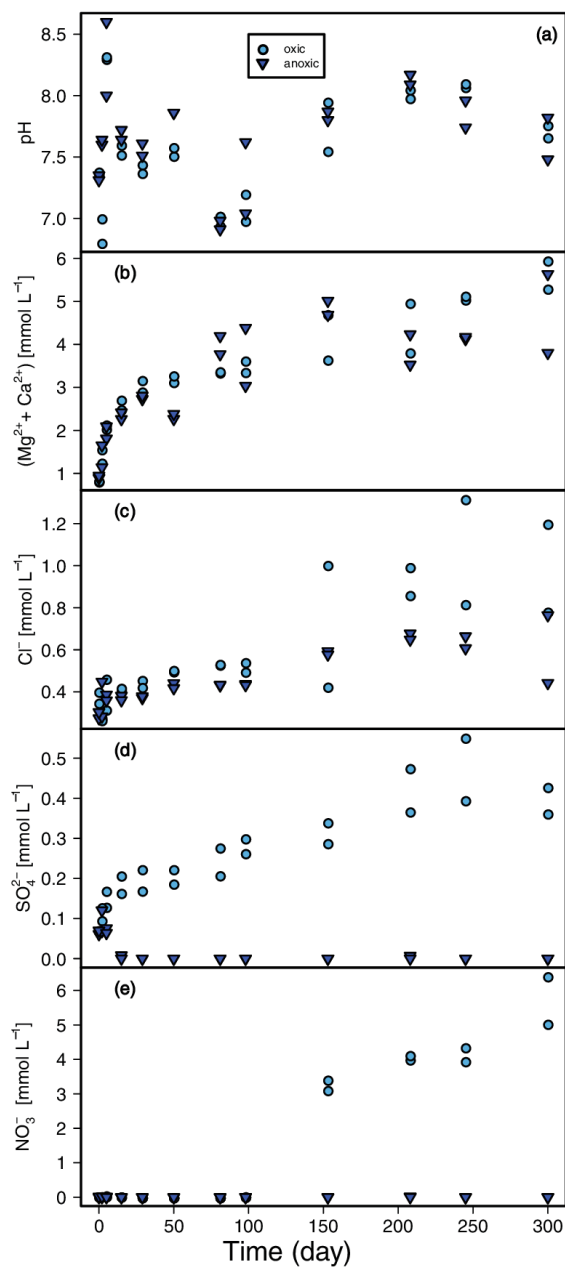 (a)
oxic
anoxic
pH
8.5
8.0
7.5
7.0
(b)
(Mg²⁺+ Ca²⁺) [mmol L⁻¹]
6
5
4
3
2
1
(c)
Cl⁻ [mmol L⁻¹]
1.2
1.0
0.8
0.6
0.4
(d)
SO₄²⁻ [mmol L⁻¹]
0.5
0.4
0.3
0.2
0.1
0.0
(e)
NO₃⁻ [mmol L⁻¹]
6
5
4
3
2
1
0
0 50 100 150 200 250 300
Time (day)